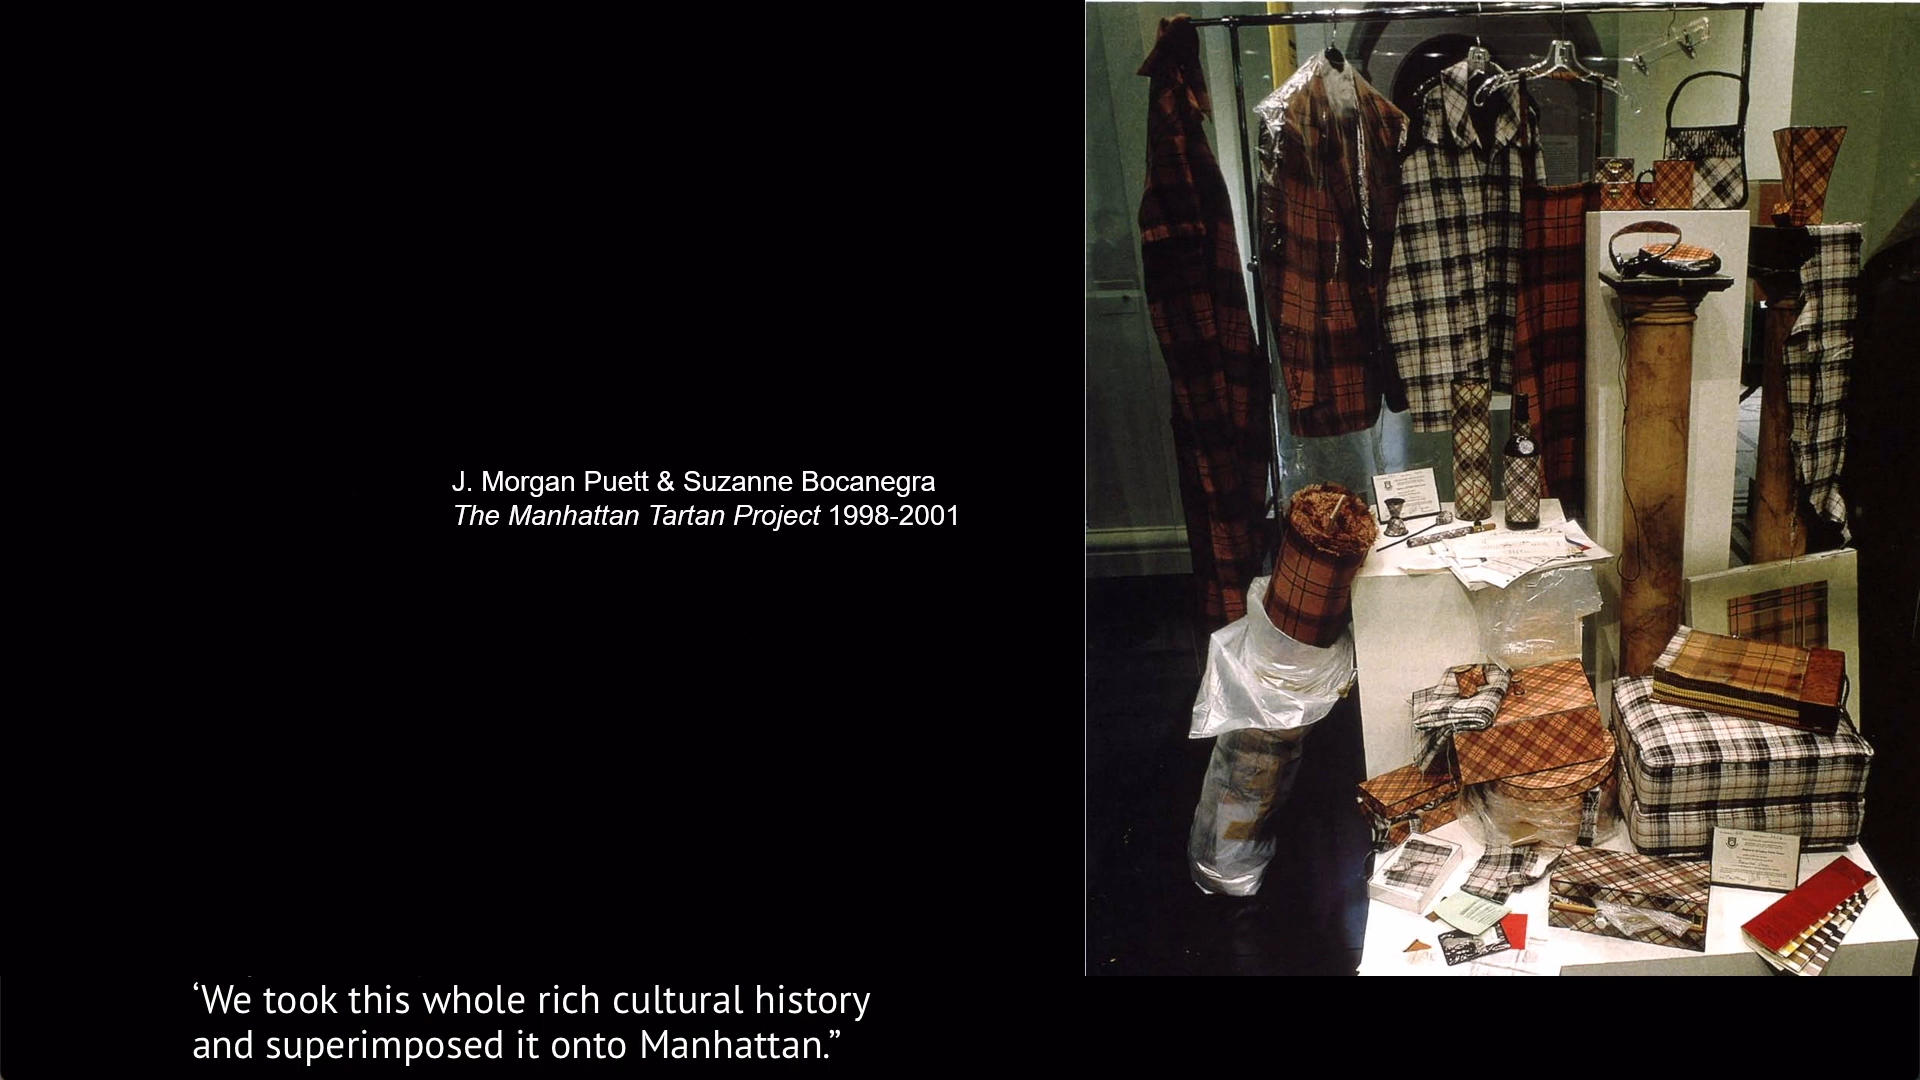 J. Morgan Puett & Suzanne Bocanegra
The Manhattan Tartan Project 1998-2001
‘We took this whole rich cultural history
and superimposed it onto Manhattan.”